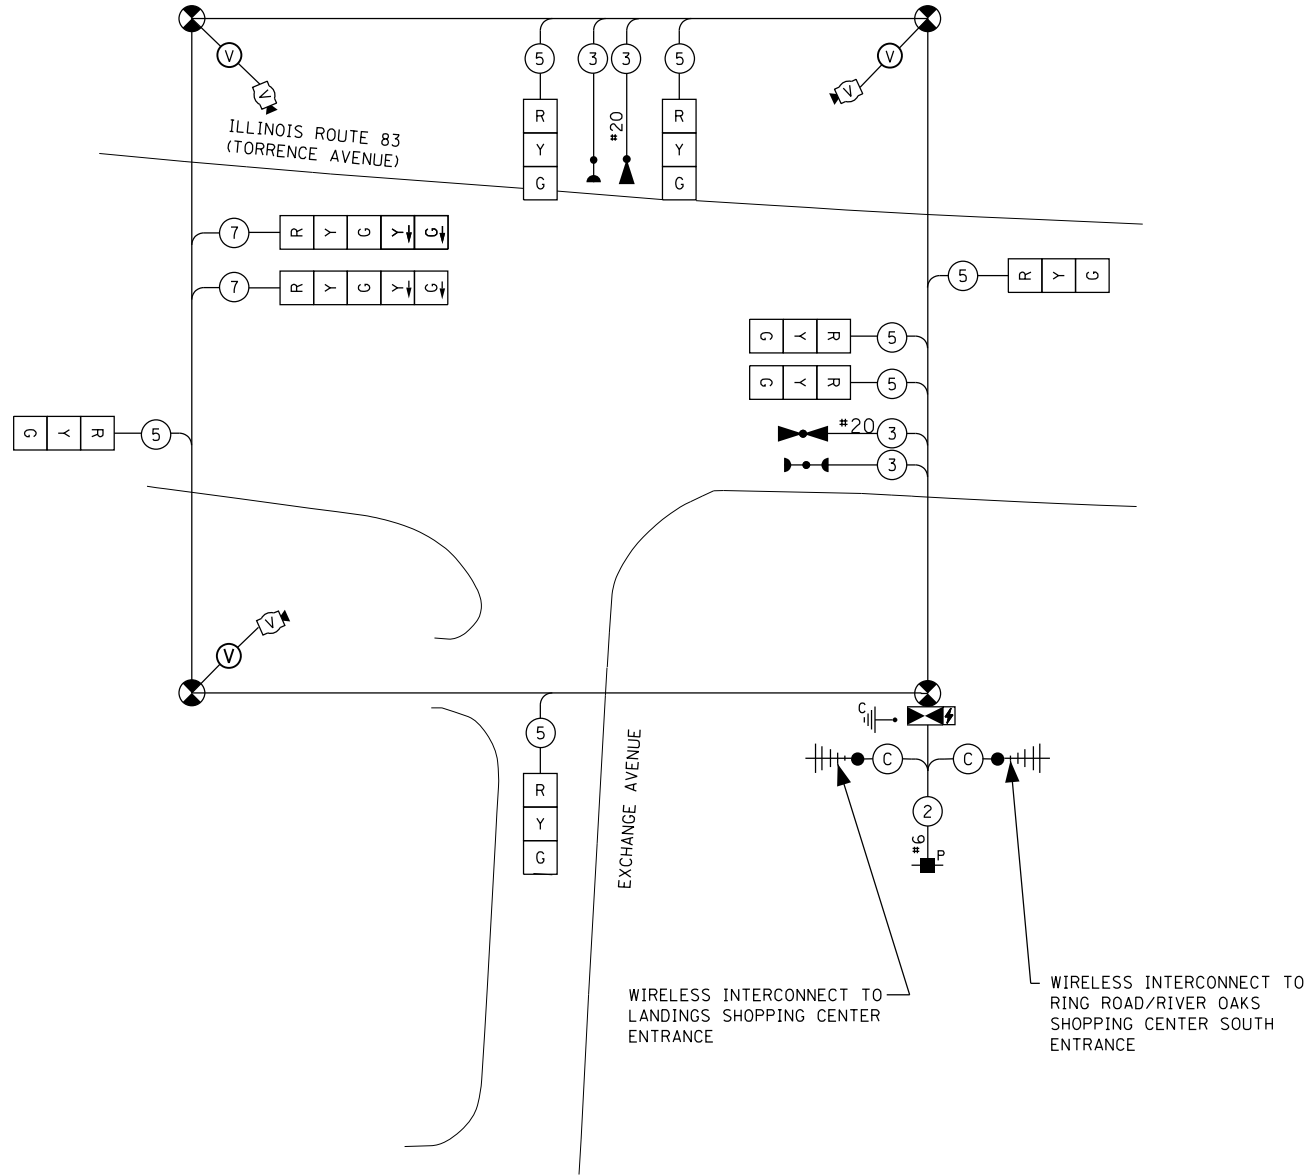 V
V
5
3
3
5
V
V
R
Y
G
#20
R
Y
G
ILLINOIS ROUTE 83
(TORRENCE AVENUE)
7
R Y G Y G
7
R Y G Y G
5
R Y G
G Y R
5
G Y R
5
#20
3
3
G Y R
5
V
V
5
R
Y
G
EXCHANGE AVENUE
C
C
C
2
#6
P
WIRELESS INTERCONNECT TO
LANDINGS SHOPPING CENTER
ENTRANCE
WIRELESS INTERCONNECT TO
RING ROAD/RIVER OAKS
SHOPPING CENTER SOUTH
ENTRANCE